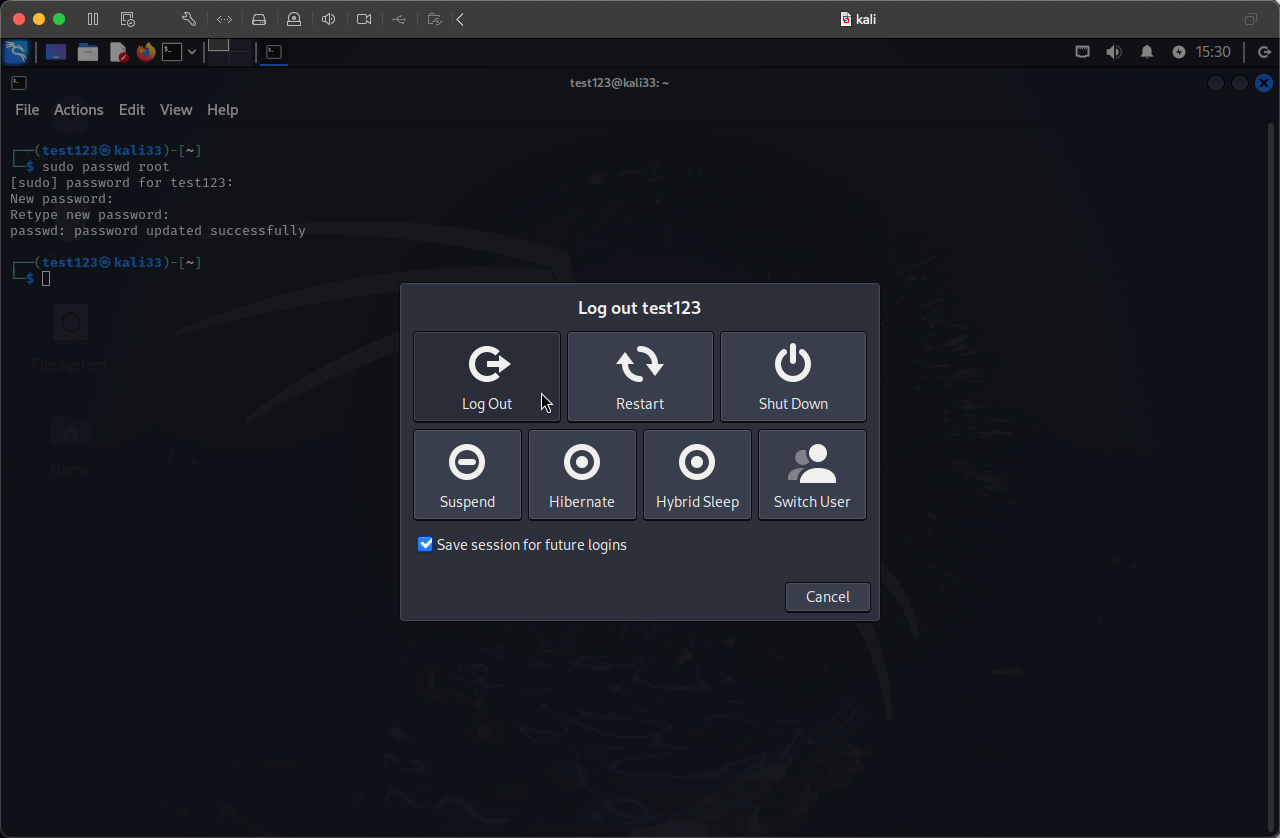 kali
15:30
test123@kali33: ~
File Actions Edit View Help
┌──(test123㉿kali33)-[~]
└─$ sudo passwd root
[sudo] password for test123:
New password:
Retype new password:
passwd: password updated successfully
┌──(test123㉿kali33)-[~]
└─$
File System
Home
Log out test123
Log Out Restart Shut Down
Suspend Hibernate Hybrid Sleep Switch User
Save session for future logins
Cancel